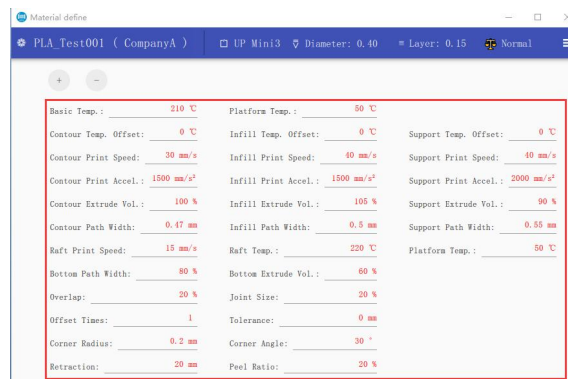 Material define
PLA_Test001 ( CompanyA ) UP Mini3 Diameter: 0.40 Layer: 0.15 Normal
Basic Temp.: 210 ℃ Platform Temp.: 50 ℃
Contour Temp. Offset: 0 ℃ Infill Temp. Offset: 0 ℃ Support Temp. Offset: 0 ℃
Contour Print Speed: 30 mm/s Infill Print Speed: 40 mm/s Support Print Speed: 40 mm/s
Contour Print Accel.: 1500 mm/s² Infill Print Accel.: 1500 mm/s² Support Print Accel.: 2000 mm/s²
Contour Extrude Vol.: 100 % Infill Extrude Vol.: 105 % Support Extrude Vol.: 90 %
Contour Path Width: 0.47 mm Infill Path Width: 0.5 mm Support Path Width: 0.55 mm
Raft Print Speed: 15 mm/s Raft Temp.: 220 ℃ Platform Temp.: 50 ℃
Bottom Path Width: 80 % Bottom Extrude Vol.: 60 %
Overlap: 20 % Joint Size: 20 %
Offset Times: 1 Tolerance: 0 mm
Corner Radius: 0.2 mm Corner Angle: 30 °
Retraction: 20 mm Peel Ratio: 20 %